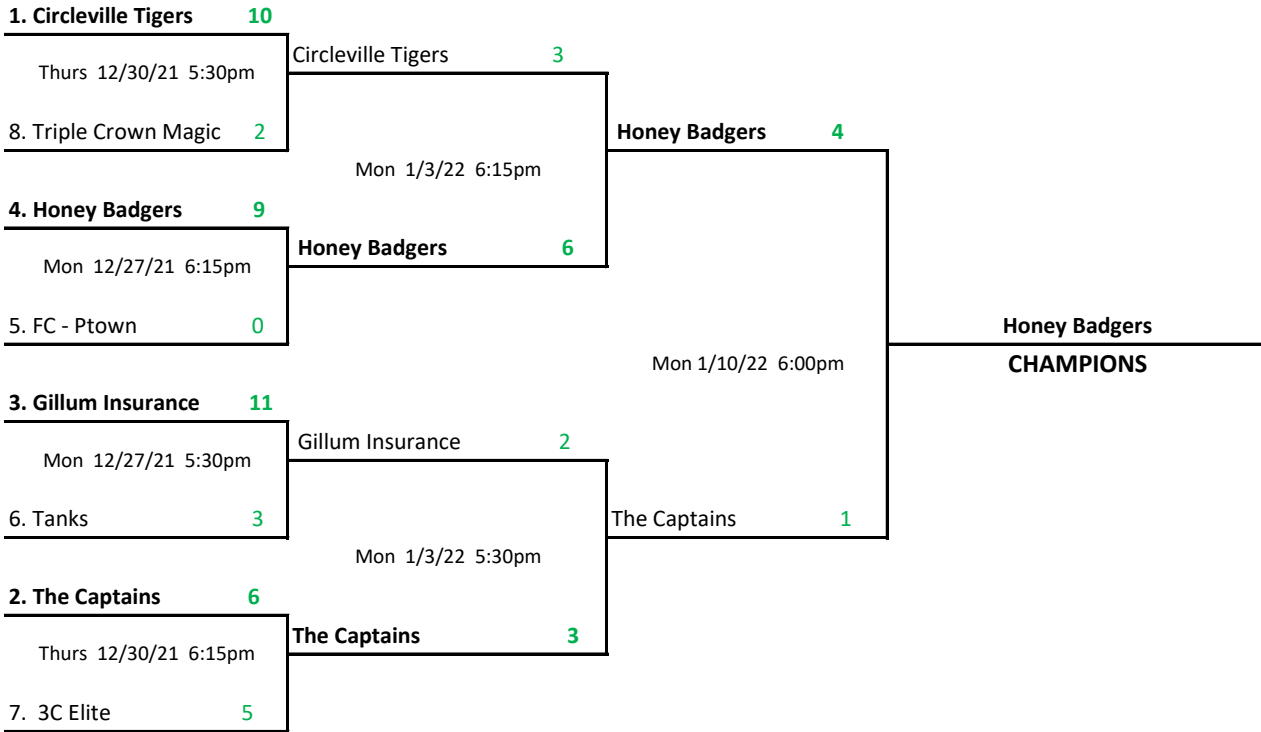 1. Circleville Tigers 10
Thurs 12/30/21 5:30pm
Circleville Tigers 3
8. Triple Crown Magic 2
Honey Badgers 4
Mon 1/3/22 6:15pm
4. Honey Badgers 9
Honey Badgers 6
Mon 12/27/21 6:15pm
5. FC - Ptown 0
Honey Badgers
Mon 1/10/22 6:00pm
CHAMPIONS
3. Gillum Insurance 11
Gillum Insurance 2
Mon 12/27/21 5:30pm
6. Tanks 3
The Captains 1
Mon 1/3/22 5:30pm
2. The Captains 6
The Captains 3
Thurs 12/30/21 6:15pm
7. 3C Elite 5